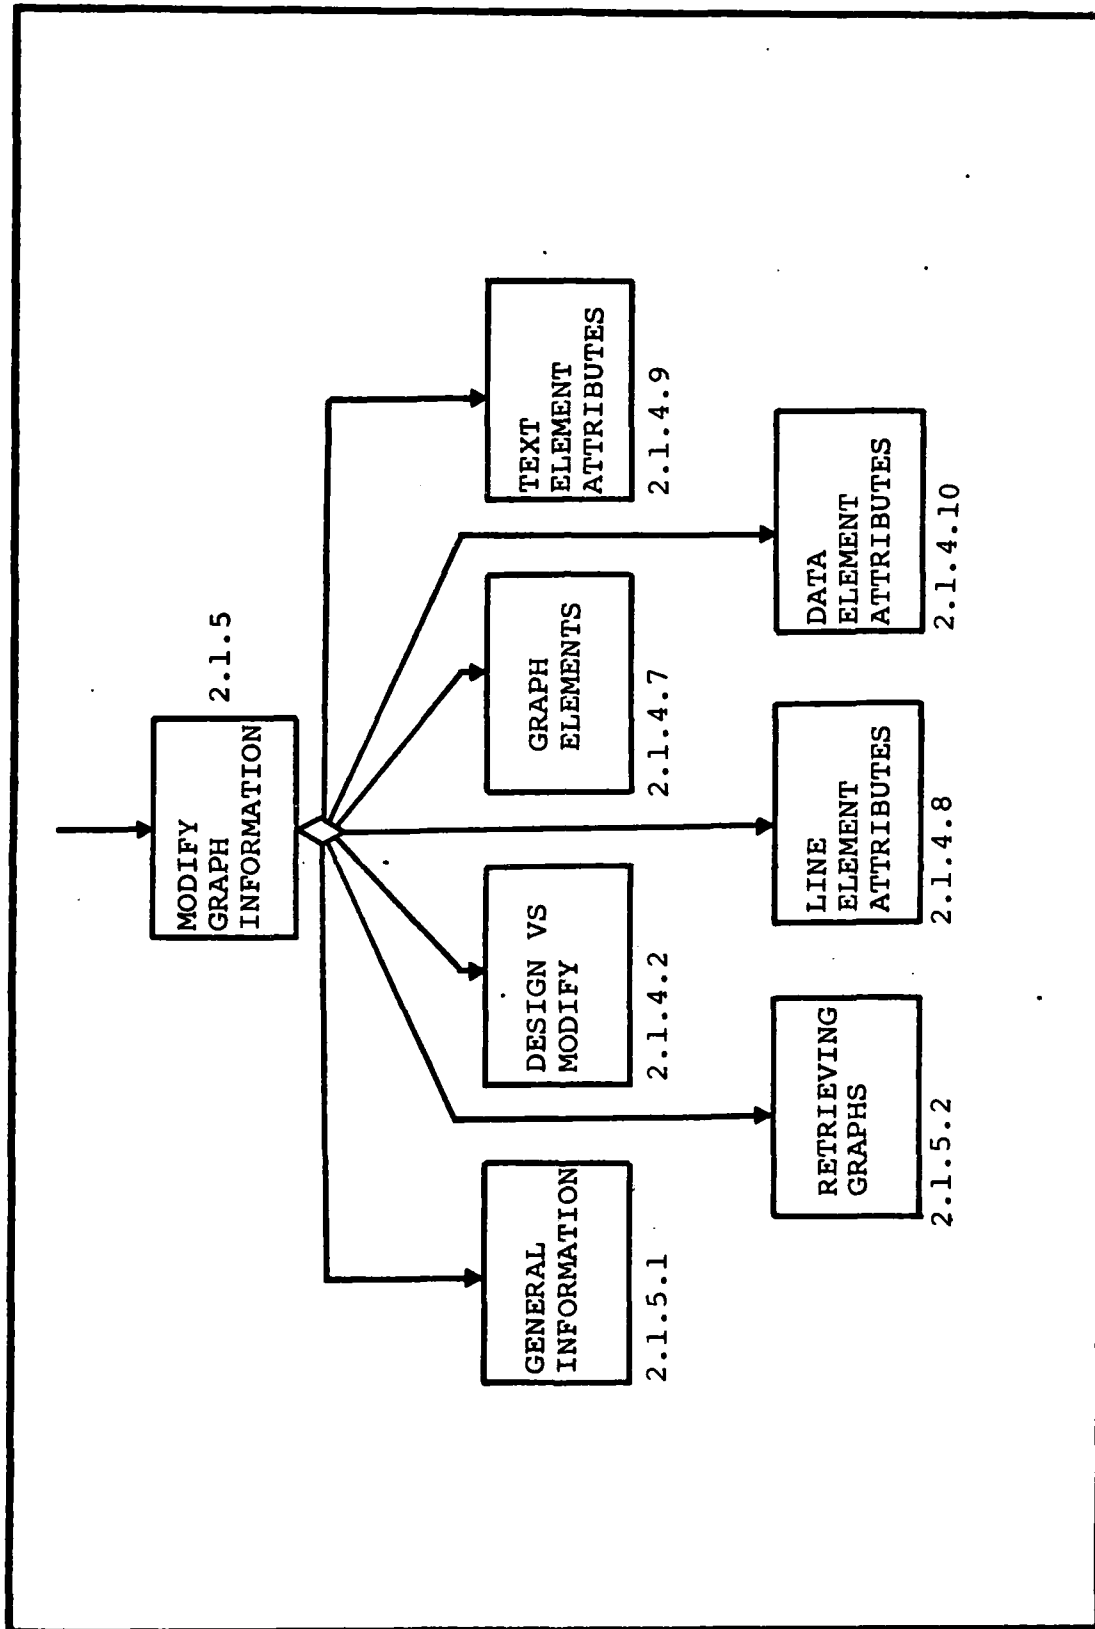 MODIFY
GRAPH
INFORMATION
2.1.5
GENERAL
INFORMATION
2.1.5.1
DESIGN VS
MODIFY
2.1.4.2
GRAPH
ELEMENTS
2.1.4.7
TEXT
ELEMENT
ATTRIBUTES
2.1.4.9
RETRIEVING
GRAPHS
2.1.5.2
LINE
ELEMENT
ATTRIBUTES
2.1.4.8
DATA
ELEMENT
ATTRIBUTES
2.1.4.10